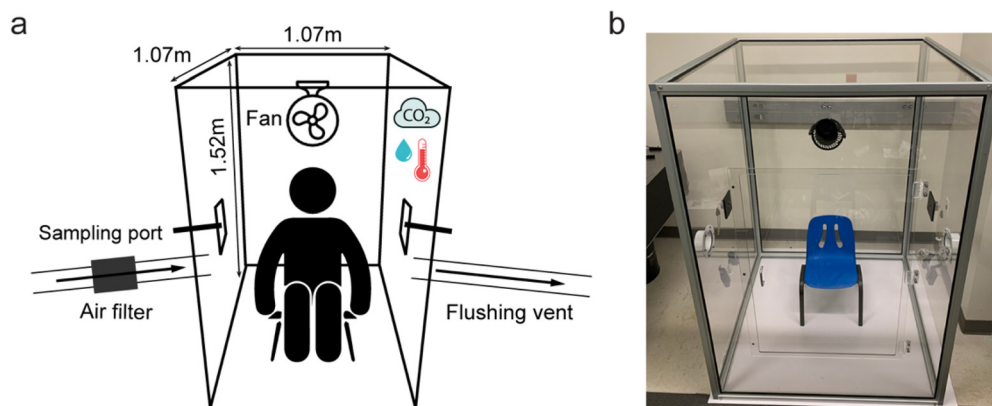 a
b
1.07m
1.07m
Fan
CO₂
1.52m
Sampling port
Air filter
Flushing vent